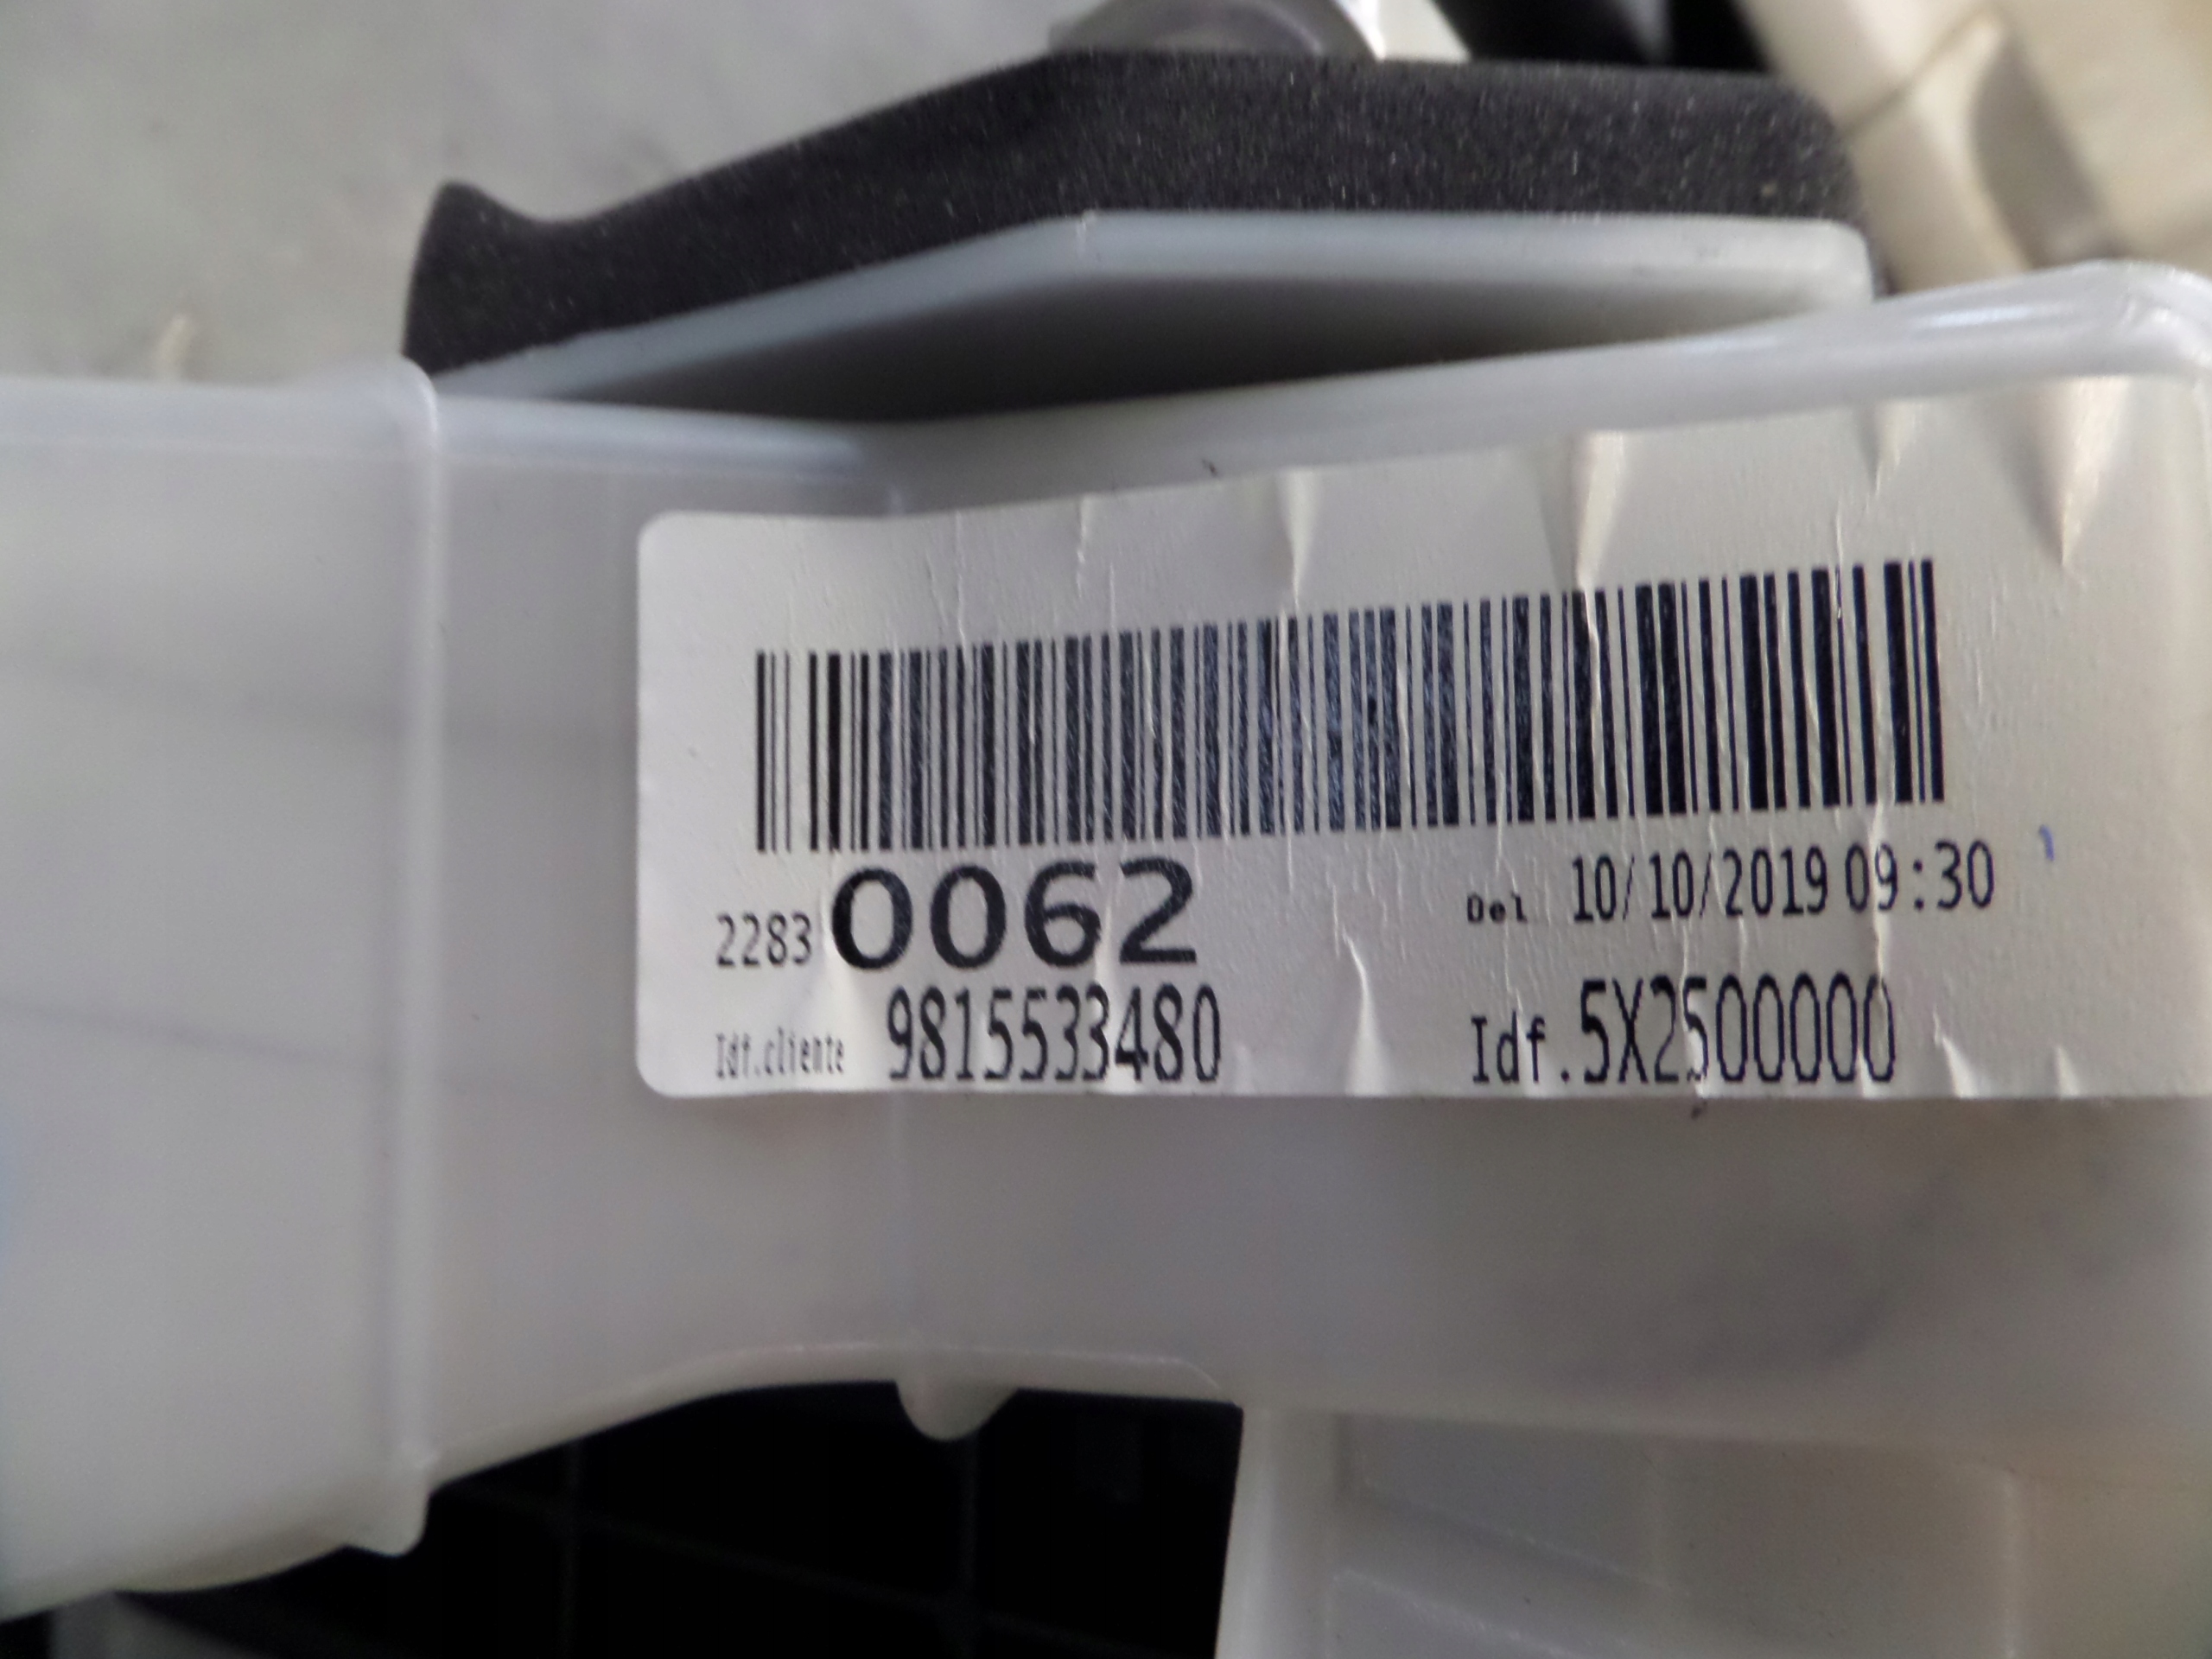 2283 0062 Del 10/10/2019 09:30
Idf.cliente 9815533480 Idf.5X2500000